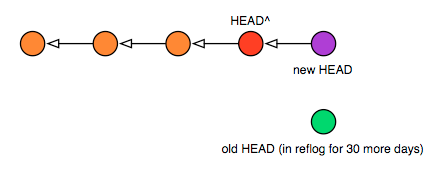 HEAD^
new HEAD
old HEAD (in reflog for 30 more days)